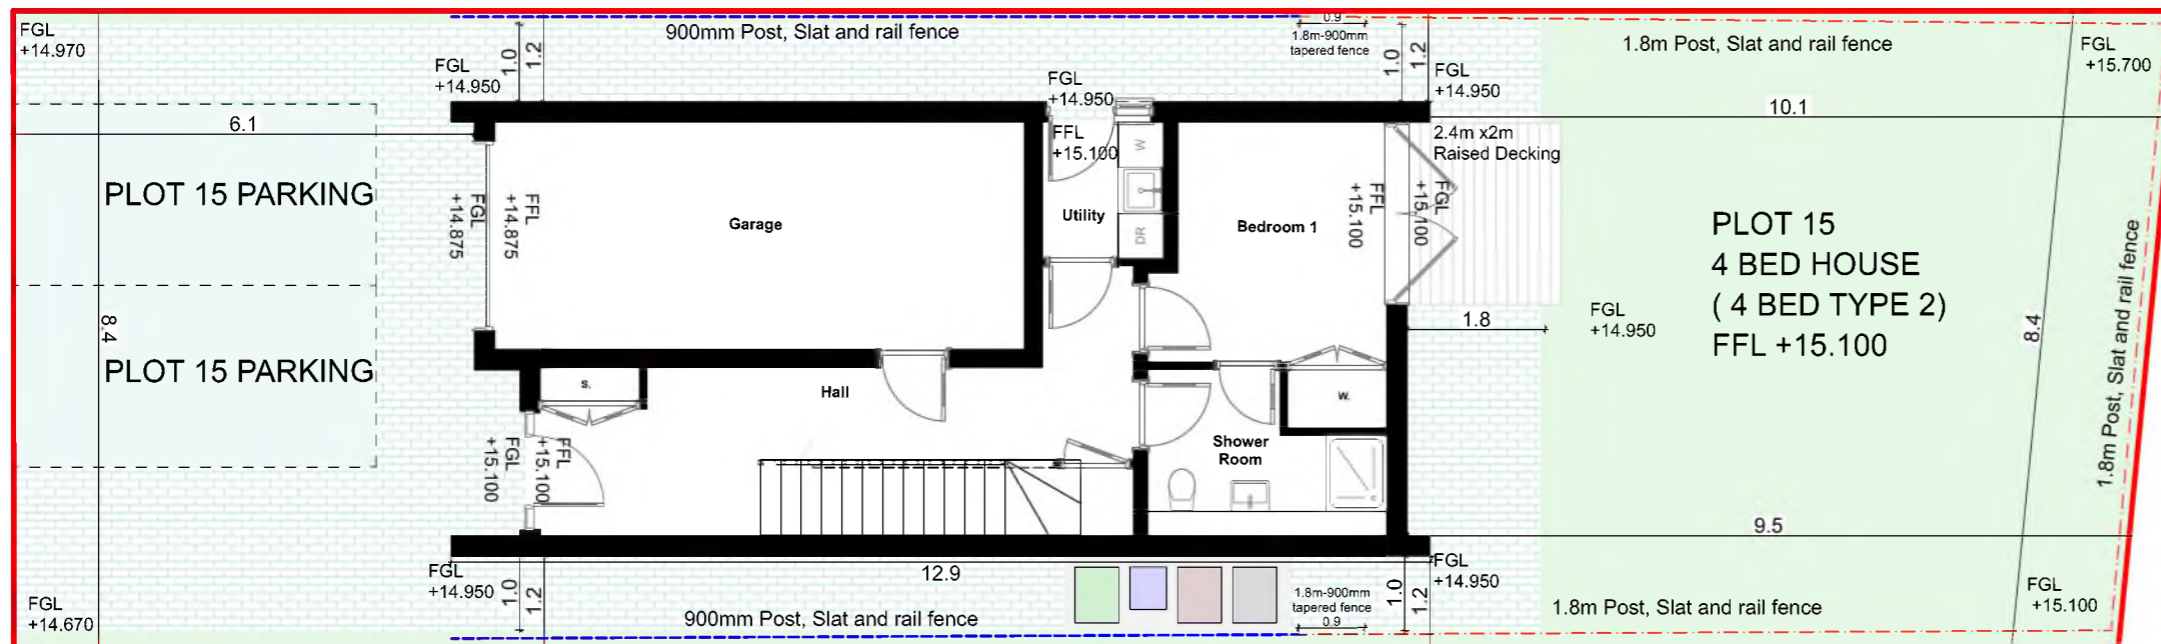 FGL
+14.970
900mm Post, Slat and rail fence
0.9
1.8m-900mm
tapered fence
1.8m Post, Slat and rail fence
FGL
+15.700
1.0
1.2
1.0
1.2
FGL
+14.950
FGL
+14.950
FGL
+14.950
6.1
10.1
FFL
+15.100
W
2.4m x2m
Raised Decking
PLOT 15 PARKING
FGL
+14.875
FFL
+14.875
Garage
Utility
DR
Bedroom 1
FFL
+15.100
FGL
+15.100
PLOT 15
4 BED HOUSE
( 4 BED TYPE 2)
FFL +15.100
1.8m Post, Slat and rail fence
8.4
PLOT 15 PARKING
1.8
FGL
+14.950
8.4
S.
Hall
W.
FGL
+15.100
FFL
+15.100
Shower
Room
9.5
FGL
+14.950
12.9
FGL
+14.950
1.0
1.2
1.0
1.2
FGL
+14.670
900mm Post, Slat and rail fence
1.8m-900mm
tapered fence
0.9
1.8m Post, Slat and rail fence
FGL
+15.100